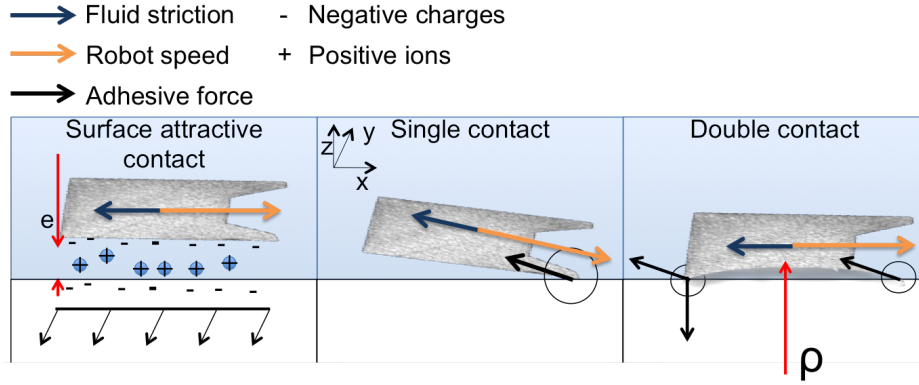 Fluid striction - Negative charges
Robot speed + Positive ions
Adhesive force
Surface attractive
contact
Single contact
Double contact
z y
x
e
ρ